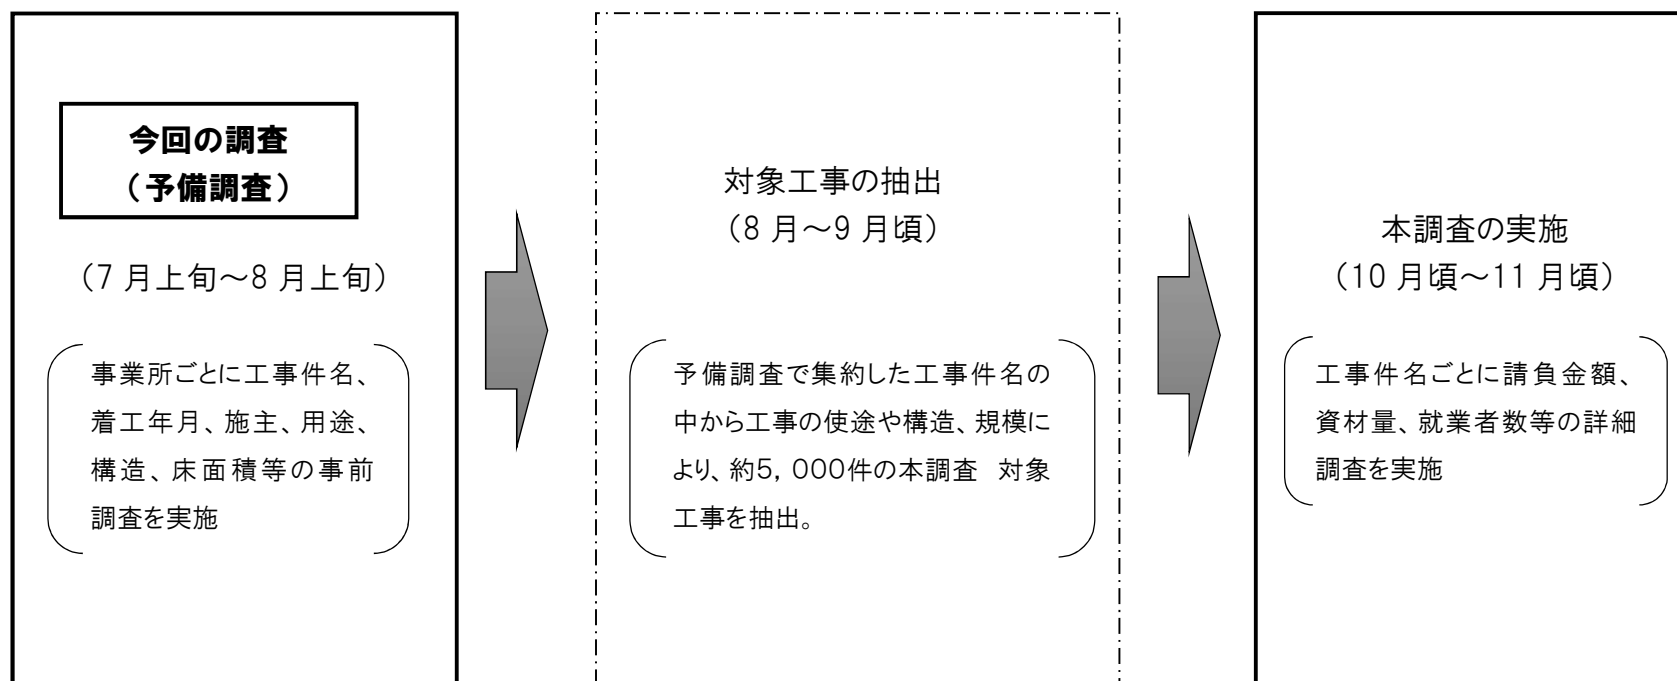 今回の調査
（予備調査）
（7 月上旬～8 月上旬）
事業所ごとに工事件名、
着工年月、施主、用途、
構造、床面積等の事前
調査を実施
対象工事の抽出
（8 月～9 月頃）
予備調査で集約した工事件名の
中から工事の使途や構造、規模に
より、約5，000件の本調査　対象
工事を抽出。
本調査の実施
（10 月頃～11 月頃）
工事件名ごとに請負金額、
資材量、就業者数等の詳細
調査を実施